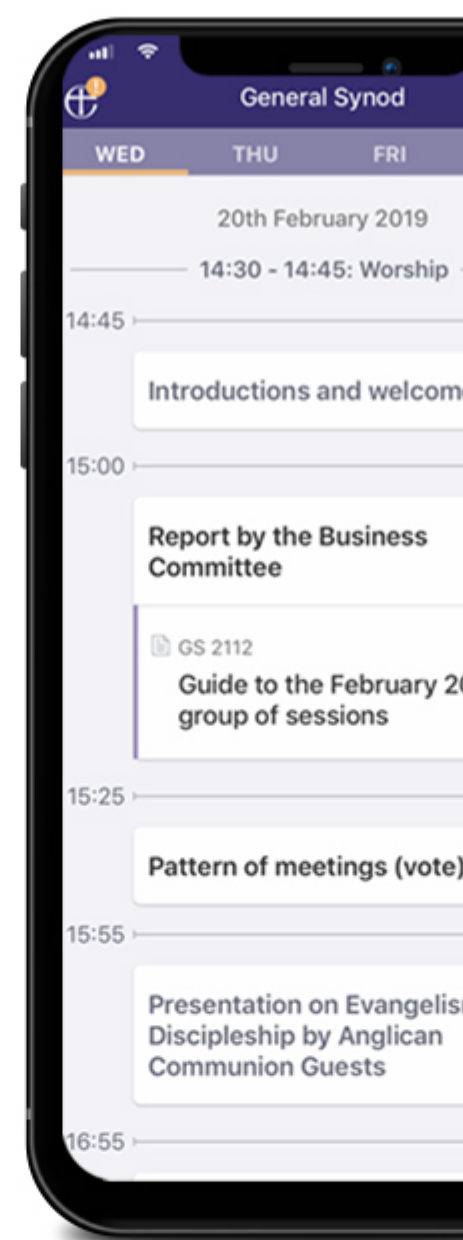 General Synod
WED THU FRI
20th February 2019
14:30 - 14:45: Worship
14:45
Introductions and welcom
15:00
Report by the Business
Committee
GS 2112
Guide to the February 20
group of sessions
15:25
Pattern of meetings (vote)
15:55
Presentation on Evangelis
Discipleship by Anglican
Communion Guests
16:55